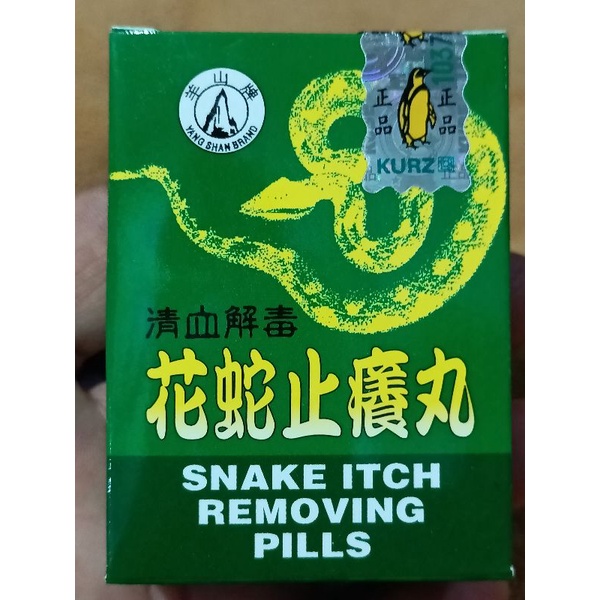 羊山牌
YANG SHAN BRAND
1037
正品
正品
KURZ
清血解毒
花蛇止癢丸
SNAKE ITCH
REMOVING
PILLS